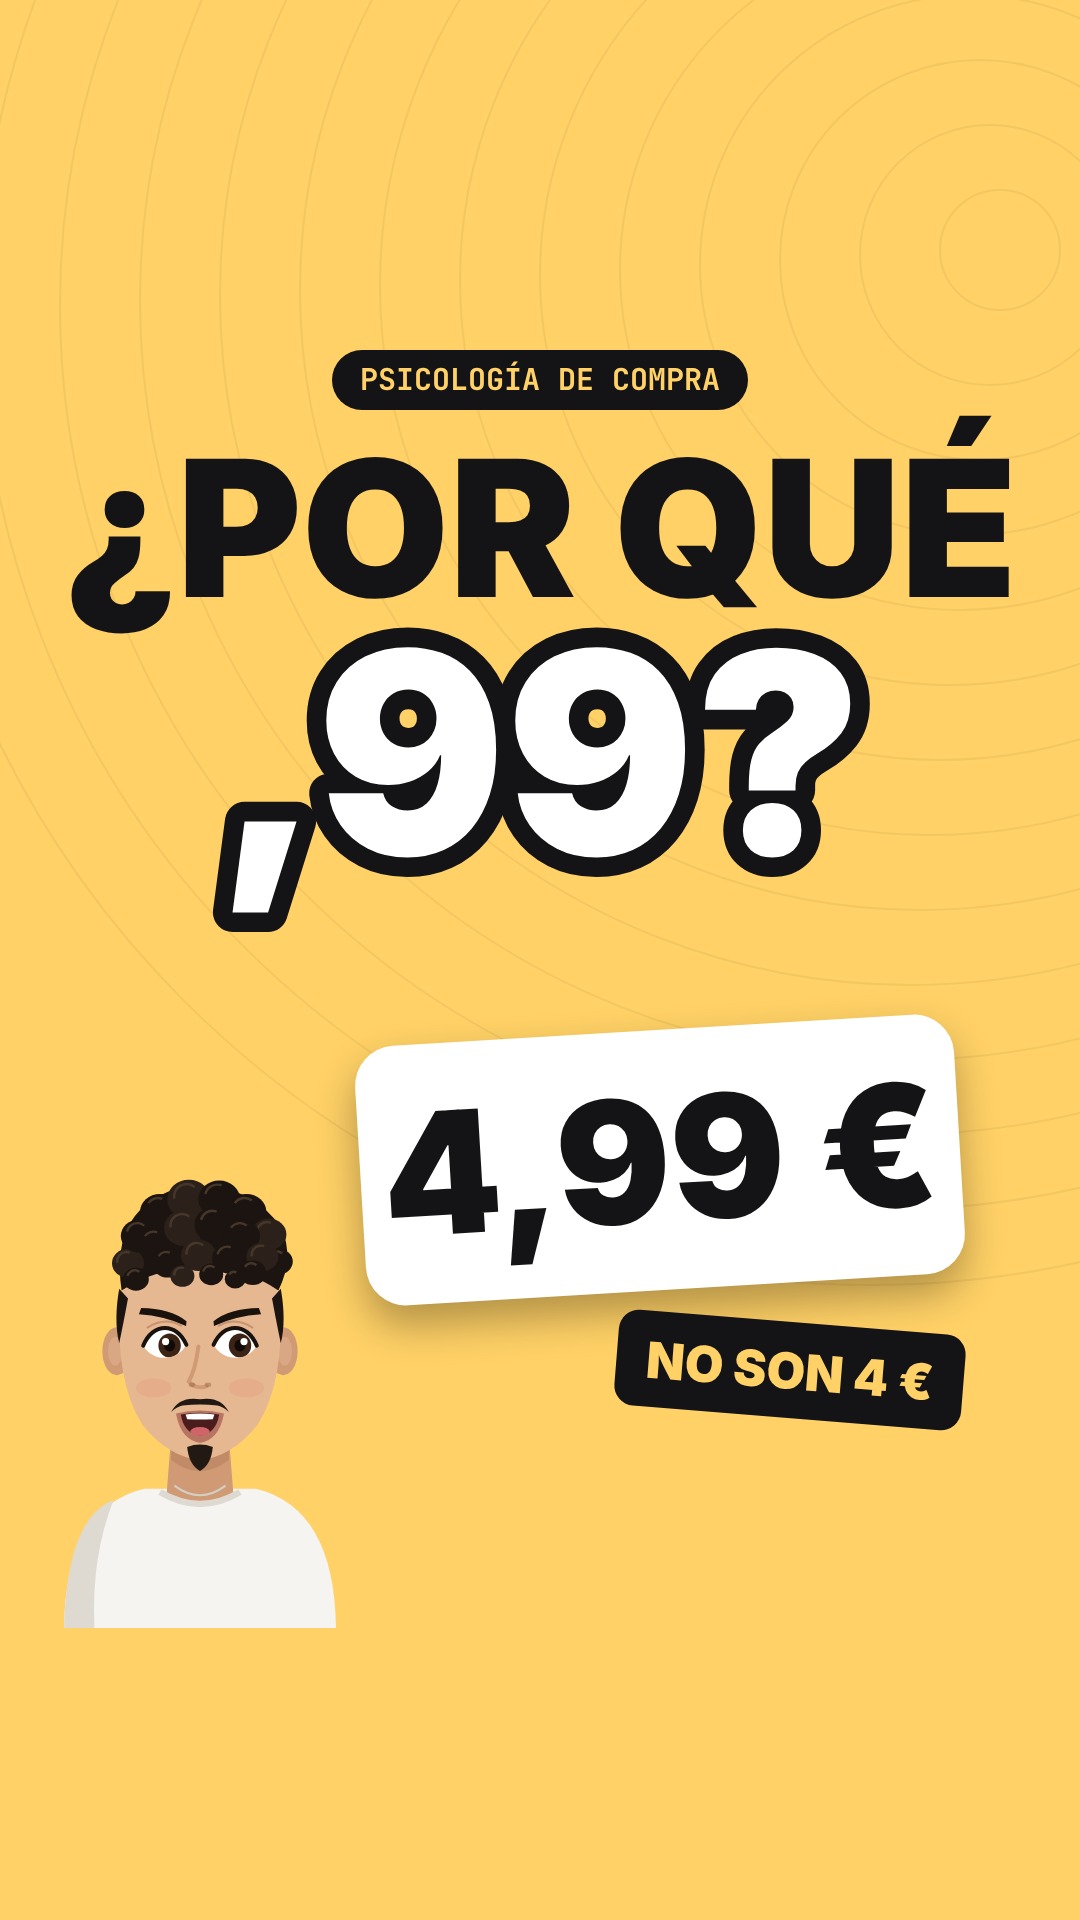 PSICOLOGÍA DE COMPRA
¿POR QUÉ
,99?
4,99 €
NO SON 4 €